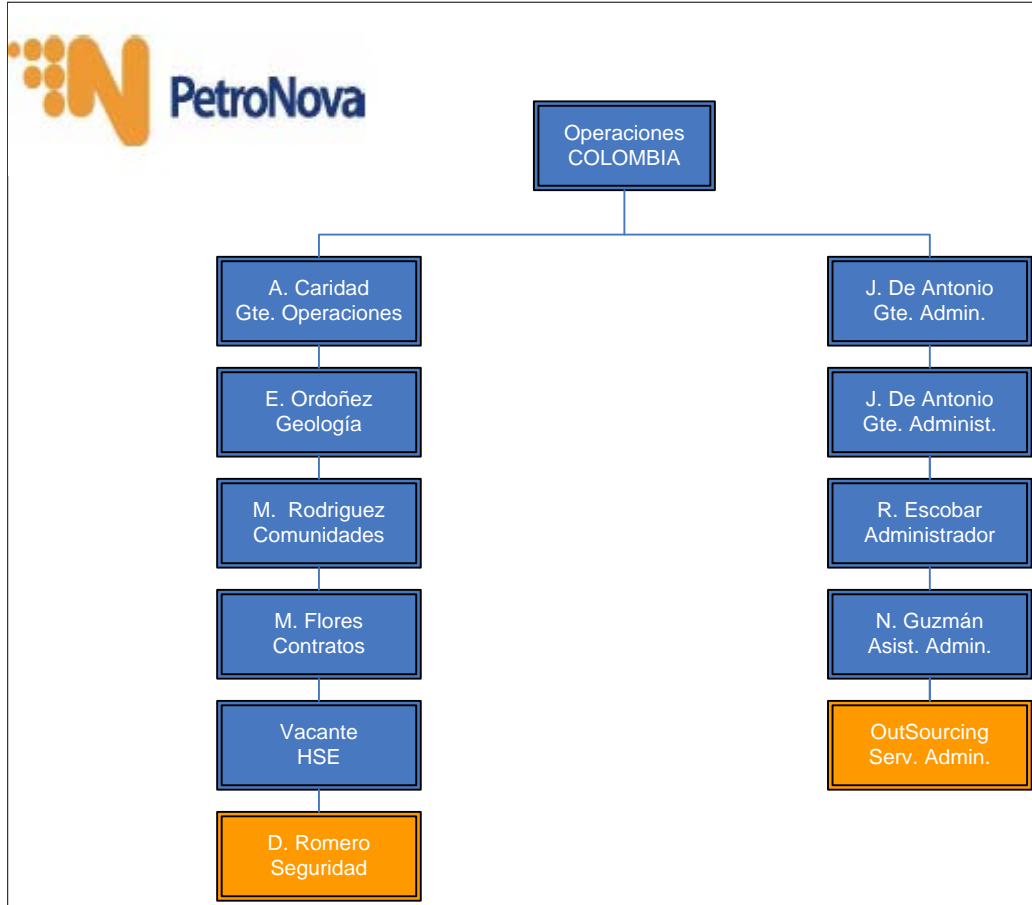 PetroNova
Operaciones
COLOMBIA
A. Caridad
Gte. Operaciones
J. De Antonio
Gte. Admin.
E. Ordoñez
Geología
J. De Antonio
Gte. Administ.
M. Rodriguez
Comunidades
R. Escobar
Administrador
M. Flores
Contratos
N. Guzmán
Asist. Admin.
Vacante
HSE
OutSourcing
Serv. Admin.
D. Romero
Seguridad